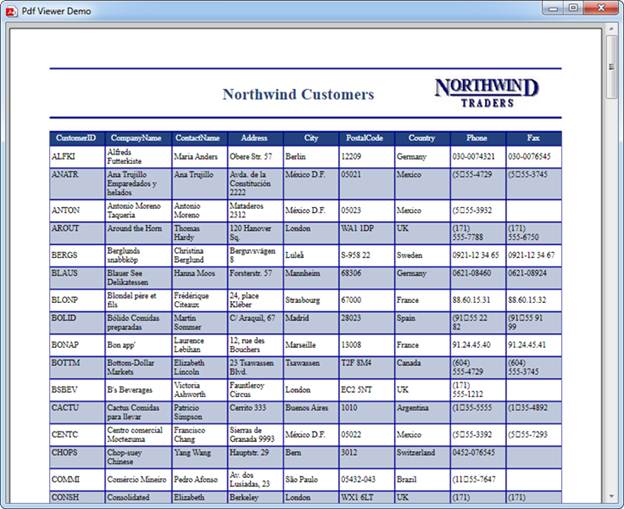 Pdf Viewer Demo
Northwind Customers
NORTHWIND
TRADERS
CustomerID CompanyName ContactName Address City PostalCode Country Phone Fax
ALFKI Alfreds Futterkiste Maria Anders Obere Str. 57 Berlin 12209 Germany 030-0074321 030-0076545
ANATR Ana Trujillo Emparedados y helados Ana Trujillo Avda. de la Constitución 2222 México D.F. 05021 Mexico (5□55-4729 (5□55-3745
ANTON Antonio Moreno Taquería Antonio Moreno Mataderos 2312 México D.F. 05023 Mexico (5□55-3932
AROUT Around the Horn Thomas Hardy 120 Hanover Sq. London WA1 1DP UK (171) 555-7788 (171) 555-6750
BERGS Berglunds snabbköp Christina Berglund 8 S-958 22 Sweden 0921-12 34 65 0921-12 34 67
BLAUS Blauer See Delikatessen Hanna Moos Forsterstr. 57 Mannheim 68306 Germany 0621-08460 0621-08924
BLONP Blondel père et fils Frédérique Citeaux 24, place Kléber Strasbourg 67000 France 88.60.15.31 88.60.15.32
BOLID Bólido Comidas preparadas Martín Sommer C/ Araquil, 67 Madrid 28023 Spain (91□55 22 82 (91□55 91 99
BONAP Bon app' Laurence Lebihan 12, rue des Bouchers Marseille 13008 France 91.24.45.40 91.24.45.41
BOTTM Bottom-Dollar Markets Elizabeth Lincoln 23 Tsawassen Blvd. Tsawassen T2F 8M4 Canada (604) 555-4729 (604) 555-3745
BSBEV B's Beverages Victoria Ashworth Fauntleroy Circus London EC2 5NT UK (171) 555-1212
CACTU Cactus Comidas para llevar Patricio Simpson Cerrito 333 Buenos Aires 1010 Argentina (1□35-5555 (1□35-4892
CENTC Centro comercial Moctezuma Francisco Chang Sierras de Granada 9993 México D.F. 05022 Mexico (5□55-3392 (5□55-7293
CHOPS Chop-suey Chinese Yang Wang Hauptstr. 29 Bern 3012 Switzerland 0452-076545
COMMI Comércio Mineiro Pedro Afonso Av. dos Lusíadas, 23 São Paulo 05432-043 Brazil (11□55-7647
CONSH Consolidated Elizabeth Berkeley London WX1 6LT UK (171) (171)